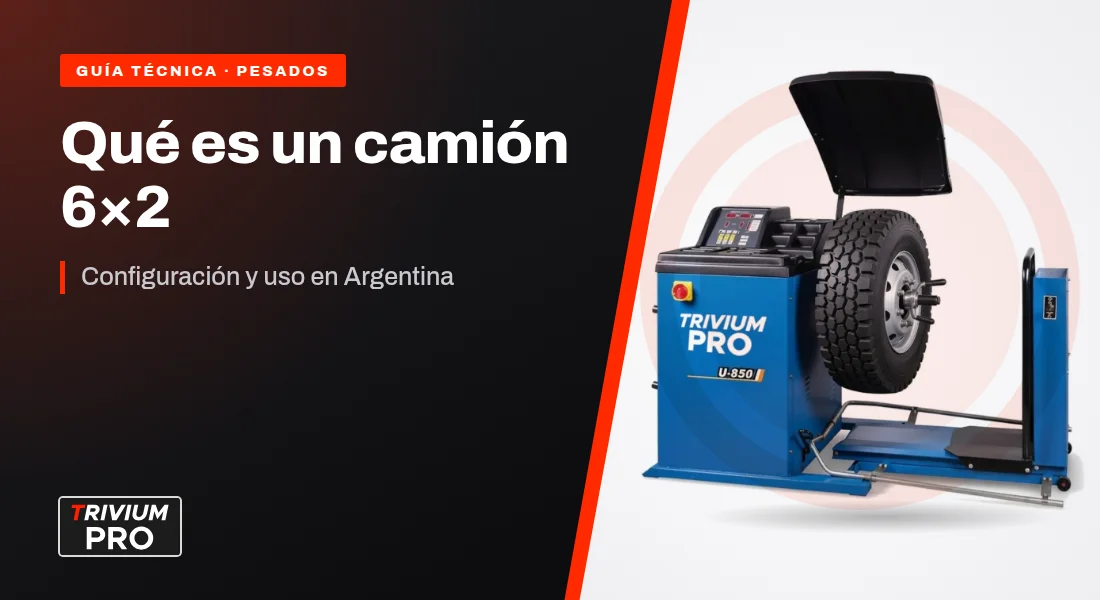 GUÍA TÉCNICA · PESADOS
Qué es un camión
6×2
Configuración y uso en Argentina
TRIVIUM
PRO
TRIVIUM
PRO
U-850